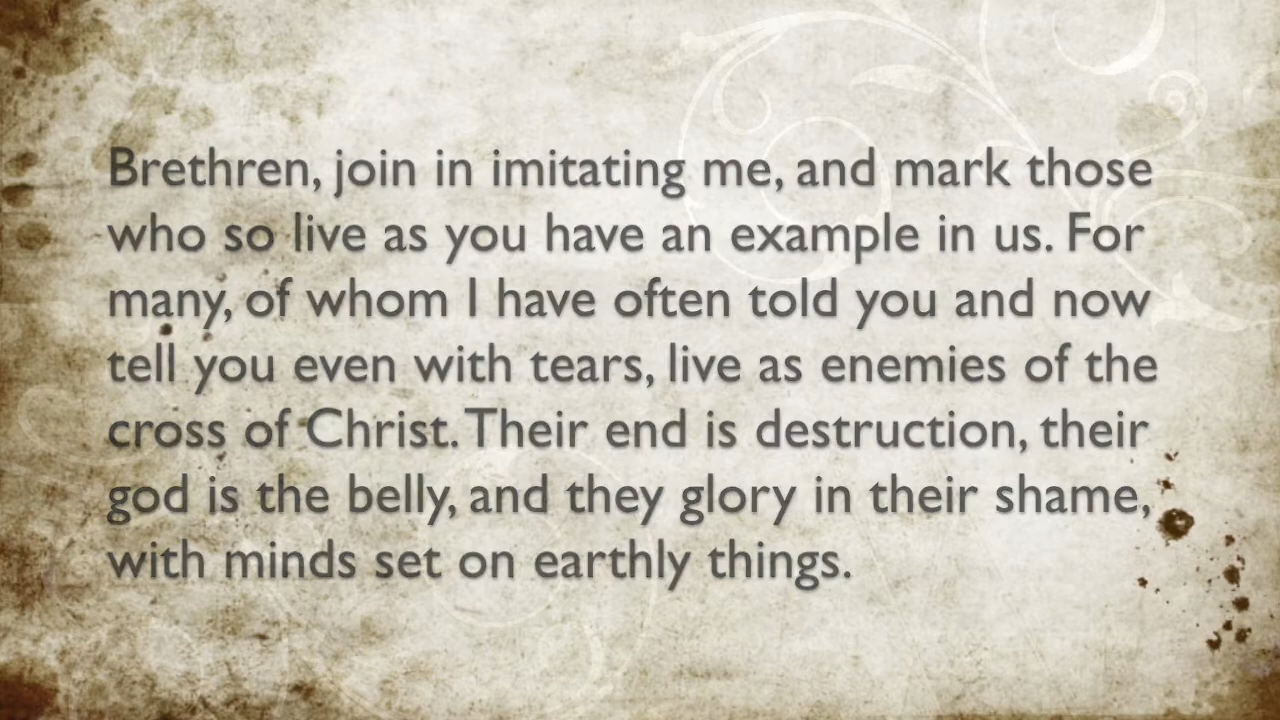 Brethren, join in imitating me, and mark those
who so live as you have an example in us. For
many, of whom I have often told you and now
tell you even with tears, live as enemies of the
cross of Christ. Their end is destruction, their
god is the belly, and they glory in their shame,
with minds set on earthly things.